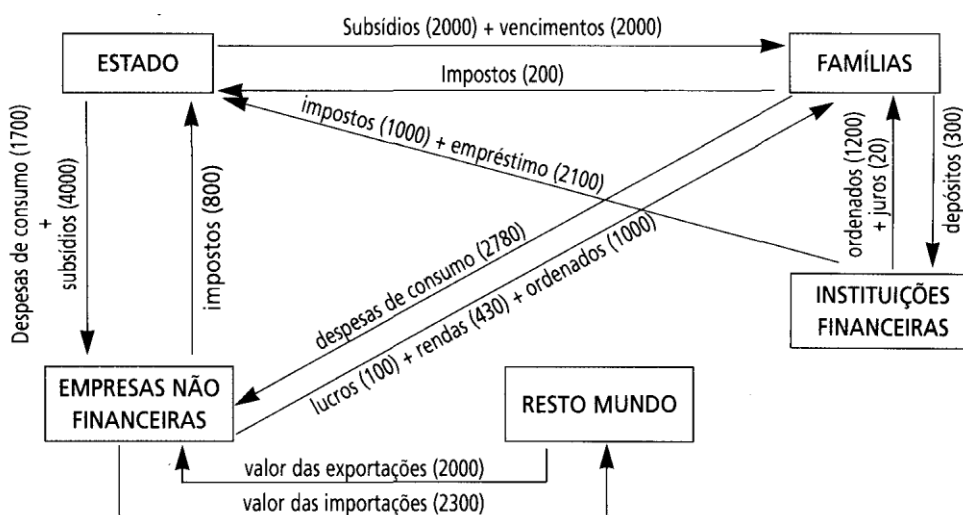 Subsídios (2000) + vencimentos (2000)
ESTADO
FAMÍLIAS
Impostos (200)
impostos (1000) + empréstimo (2100)
Despesas de consumo (1700)
+
subsídios (4000)
impostos (800)
ordenados (1200)
+ juros (20)
depósitos (300)
despesas de consumo (2780)
lucros (100) + rendas (430) + ordenados (1000)
INSTITUIÇÕES
FINANCEIRAS
EMPRESAS NÃO
FINANCEIRAS
RESTO MUNDO
valor das exportações (2000)
valor das importações (2300)